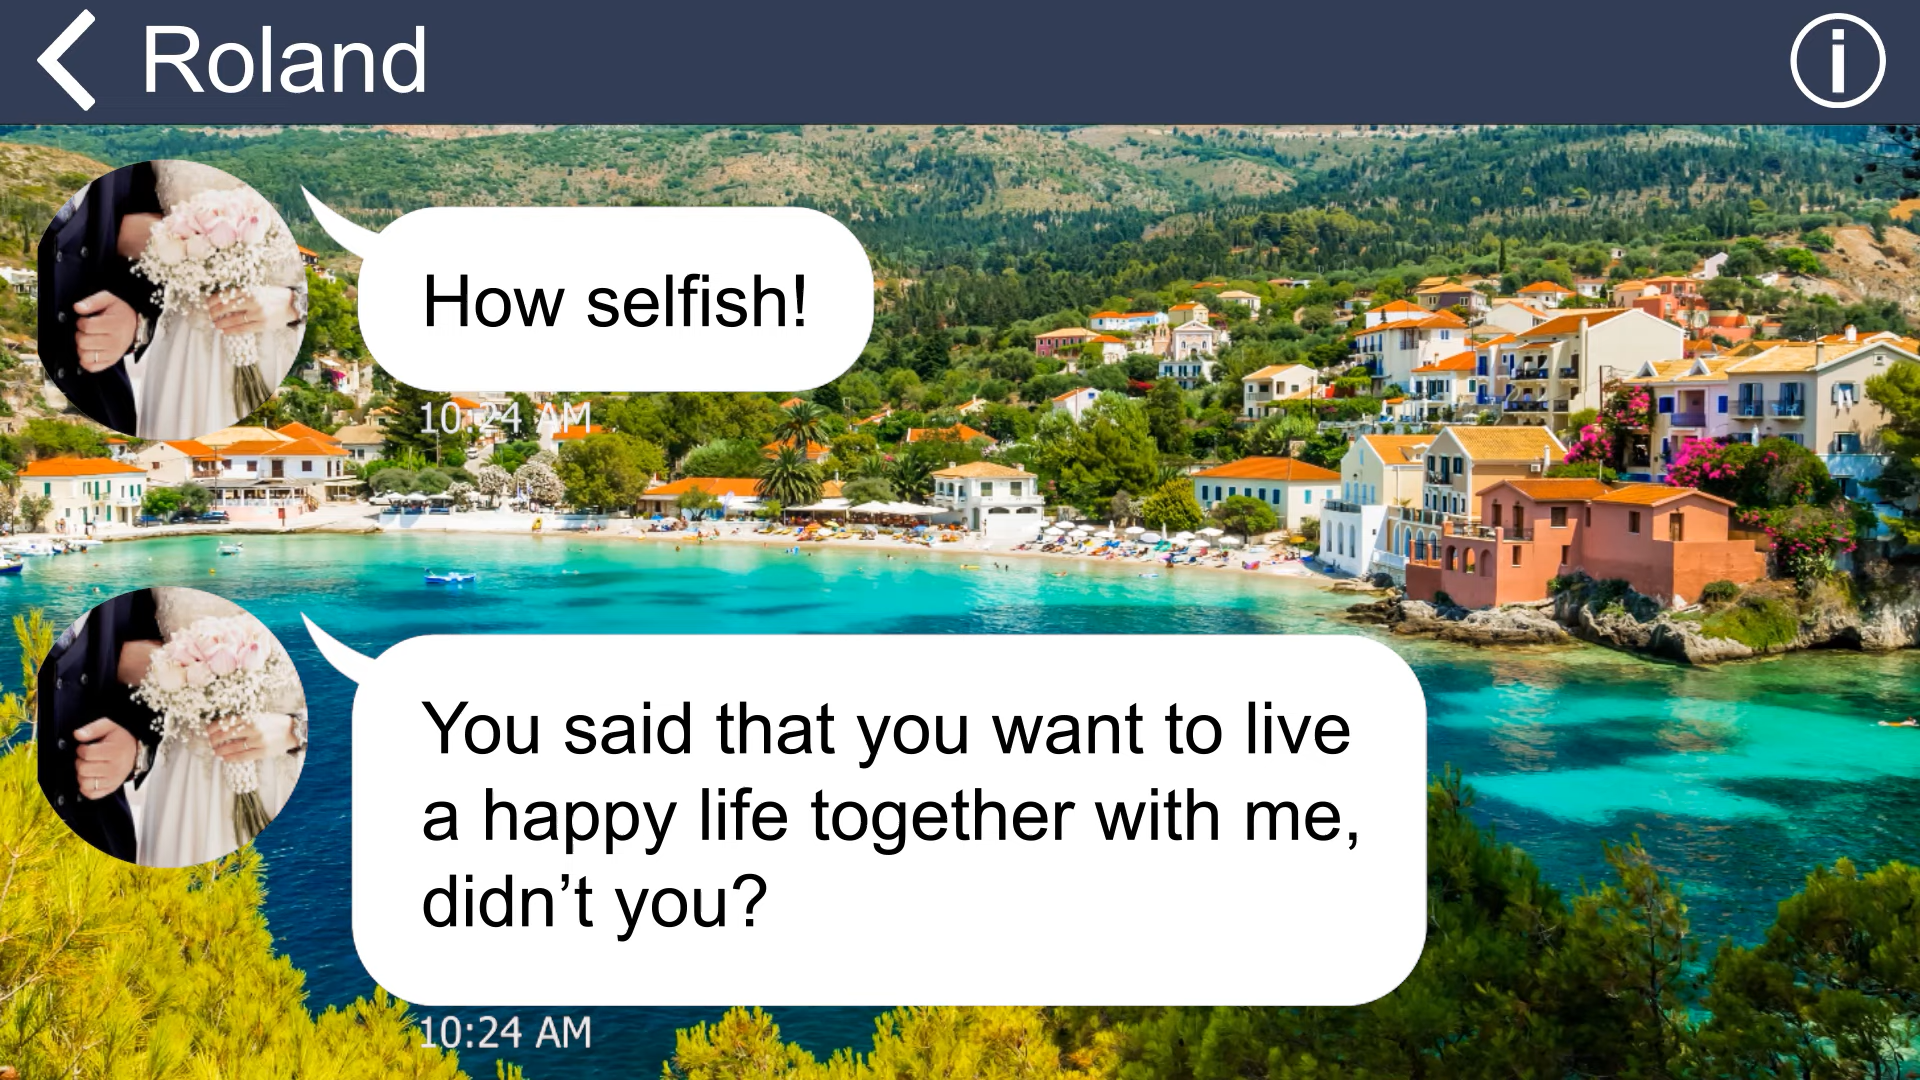 Roland
How selfish!
10:24 AM
You said that you want to live
a happy life together with me,
didn’t you?
10:24 AM